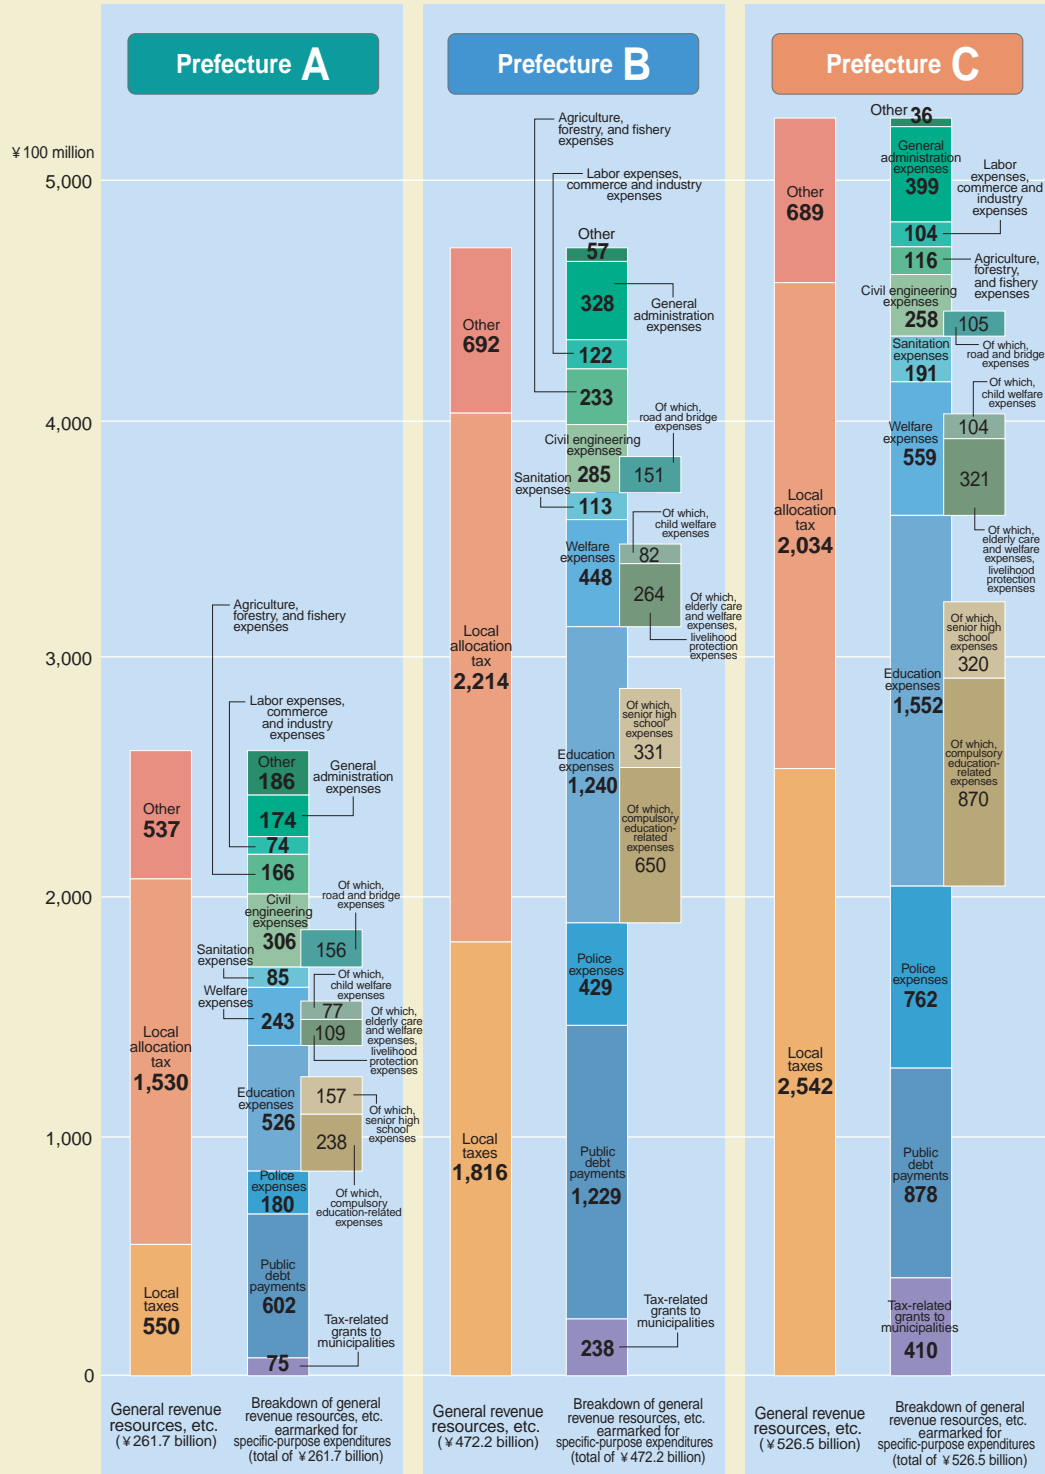 Prefecture A
¥100 million
5,000
4,000
3,000
2,000
1,000
0
Other
537
Local
allocation
tax
1,530
Local
taxes
550
General revenue
resources, etc.
(¥261.7 billion)
Agriculture,
forestry, and fishery
expenses
Labor expenses,
commerce
and industry
expenses
Other
186
General
administration
expenses
174
74
166
Civil
engineering
expenses
306
Of which,
road and bridge
expenses
156
Sanitation
expenses
85
Welfare
expenses
243
Of which,
child welfare
expenses
77
Of which,
elderly care
and welfare
expenses,
livelihood
protection
expenses
109
Education
expenses
526
157
Of which,
senior high
school
expenses
238
Of which,
compulsory
education-related
expenses
Police
expenses
180
Public
debt
payments
602
Tax-related
grants to
municipalities
75
Breakdown of general
revenue resources, etc.
earmarked for
specific-purpose expenditures
(total of ¥261.7 billion)
Prefecture B
Other
692
Local
allocation
tax
2,214
Local
taxes
1,816
General revenue
resources, etc.
(¥472.2 billion)
Agriculture,
forestry, and fishery
expenses
Labor expenses,
commerce and industry
expenses
Other
57
328
General
administration
expenses
122
233
Of which,
road and bridge
expenses
Civil engineering
expenses
285
151
Sanitation
expenses
113
Of which,
child welfare
expenses
Welfare
expenses
448
82
264
Of which,
elderly care
and welfare
expenses,
livelihood
protection
expenses
Education
expenses
1,240
Of which,
senior high
school
expenses
331
Of which,
compulsory
education-
related
expenses
650
Police
expenses
429
Public
debt
payments
1,229
Tax-related
grants to
municipalities
238
Breakdown of general
revenue resources, etc.
earmarked for
specific-purpose expenditures
(total of ¥472.2 billion)
Prefecture C
Other
689
Local
allocation
tax
2,034
Local
taxes
2,542
General revenue
resources, etc.
(¥526.5 billion)
Other 36
General
administration
expenses
399
Labor
expenses,
commerce and
industry
expenses
104
116
Agriculture,
forestry,
and fishery
expenses
Civil engineering
expenses
258
105
Of which,
road and bridge
expenses
Sanitation
expenses
191
Of which,
child welfare
expenses
Welfare
expenses
559
104
321
Of which,
elderly care
and welfare
expenses,
livelihood
protection
expenses
Education
expenses
1,552
Of which,
senior high
school
expenses
320
Of which,
compulsory
education-
related
expenses
870
Police
expenses
762
Public
debt
payments
878
Tax-related
grants to
municipalities
410
Breakdown of general
revenue resources, etc.
earmarked for
specific-purpose expenditures
(total of ¥526.5 billion)